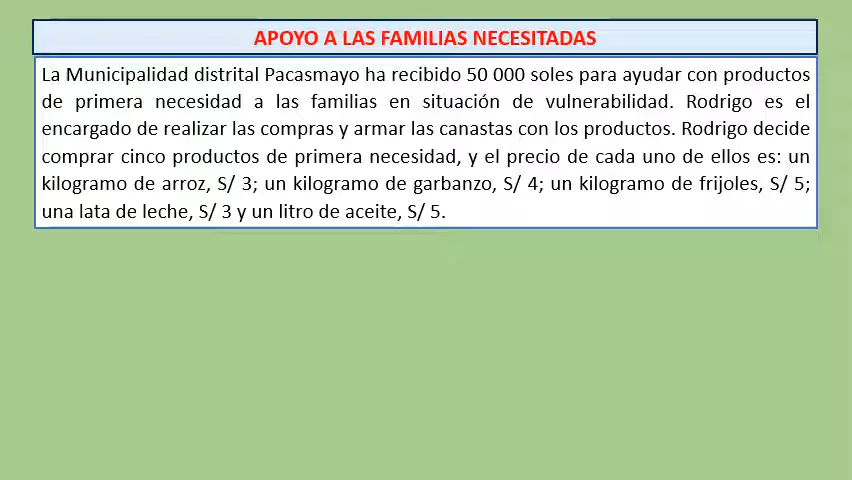 APOYO A LAS FAMILIAS NECESITADAS
La Municipalidad distrital Pacasmayo ha recibido 50 000 soles para ayudar con productos
de primera necesidad a las familias en situación de vulnerabilidad. Rodrigo es el
encargado de realizar las compras y armar las canastas con los productos. Rodrigo decide
comprar cinco productos de primera necesidad, y el precio de cada uno de ellos es: un
kilogramo de arroz, S/ 3; un kilogramo de garbanzo, S/ 4; un kilogramo de frijoles, S/ 5;
una lata de leche, S/ 3 y un litro de aceite, S/ 5.